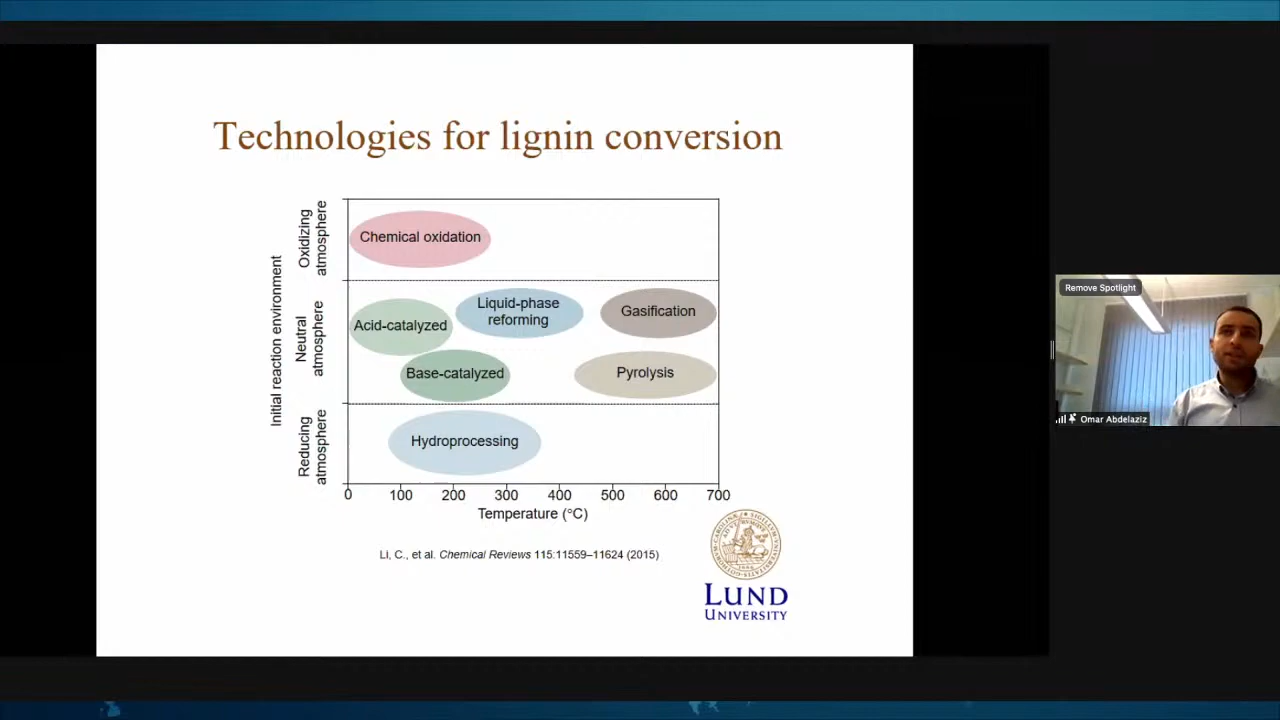 Technologies for lignin conversion
Initial reaction environment
Oxidizing
atmosphere
Neutral
atmosphere
Reducing
atmosphere
Chemical oxidation
Acid-catalyzed
Liquid-phase
reforming
Gasification
Base-catalyzed
Pyrolysis
Hydroprocessing
0 100 200 300 400 500 600 700
Temperature (°C)
Li, C., et al. Chemical Reviews 115:11559–11624 (2015)
LUND
UNIVERSITY
Remove Spotlight
Omar Abdelaziz